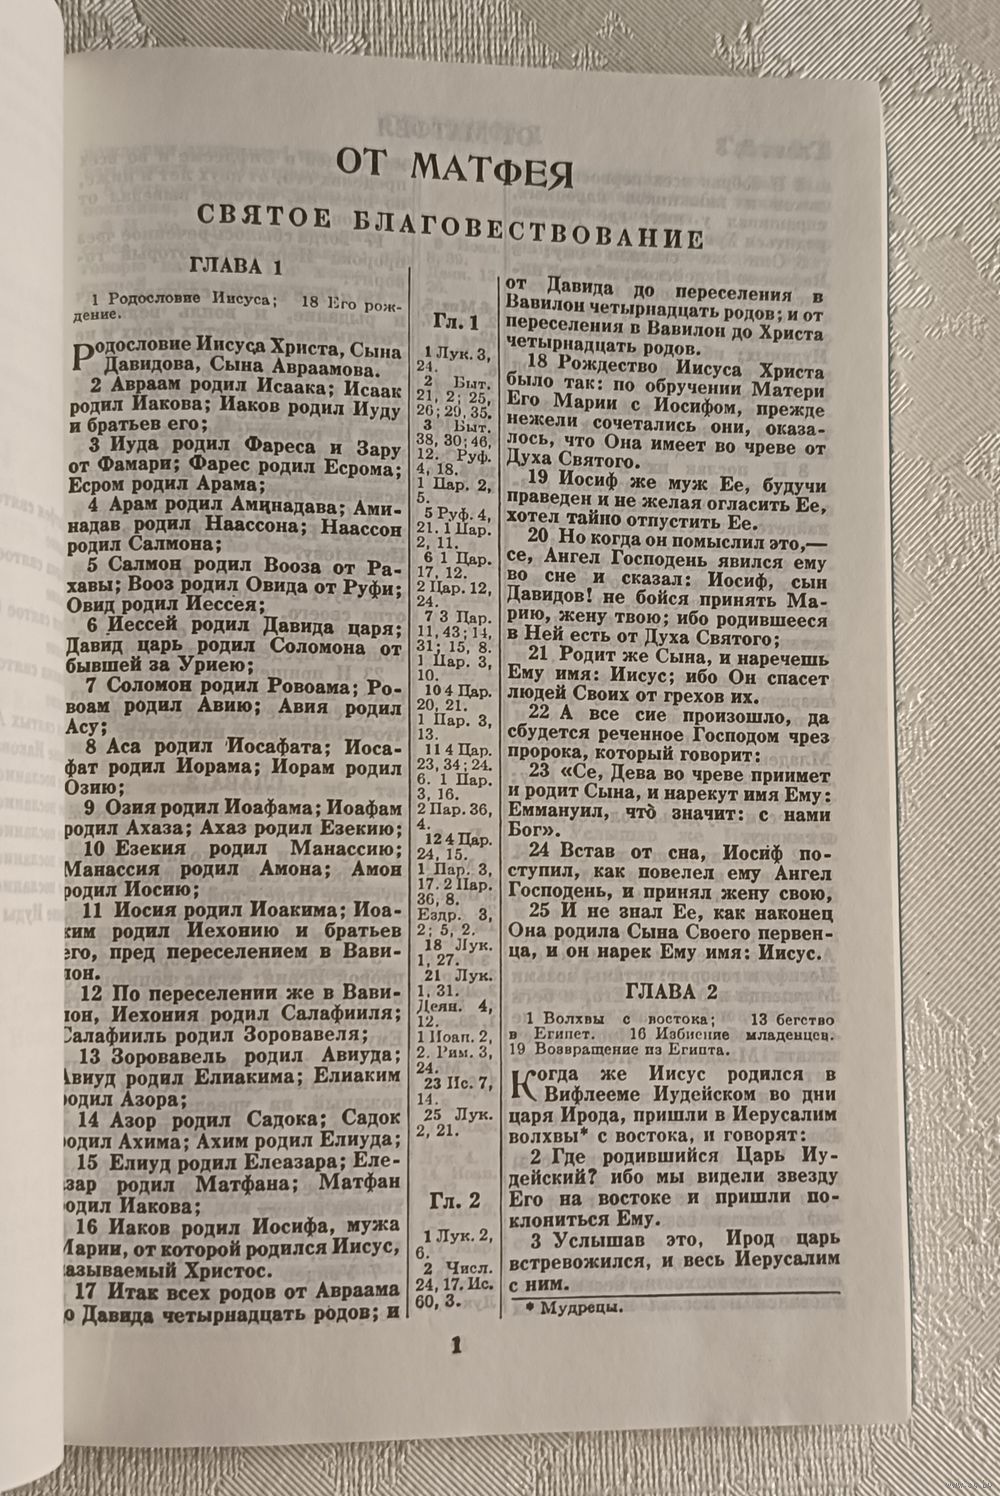 ОТ МАТФЕЯ
СВЯТОЕ БЛАГОВЕСТВОВАНИЕ
ГЛАВА 1
1 Родословие Иисуса; 18 Его рож-
дение.
Родословие Иисуса Христа, Сына
Давидова, Сына Авраамова.
2 Авраам родил Исаака; Исаак
родил Иакова; Иаков родил Иуду
и братьев его;
3 Иуда родил Фареса и Зару
от Фамари; Фарес родил Есрома;
Есром родил Арама;
4 Арам родил Аминадава; Ами-
надав родил Наассона; Наассон
родил Салмона;
5 Салмон родил Вооза от Ра-
хавы; Вооз родил Овида от Руфи;
Овид родил Иессея;
6 Иессей родил Давида царя;
Давид царь родил Соломона от
бывшей за Уриею;
7 Соломон родил Ровоама; Ро-
воам родил Авию; Авия родил
Асу;
8 Аса родил Иосафата; Иоса-
фат родил Иорама; Иорам родил
Озию;
9 Озия родил Иоафама; Иоафам
родил Ахаза; Ахаз родил Езекию;
10 Езекия родил Манассию;
Манассия родил Амона; Амон
родил Иосию;
11 Иосия родил Иоакима; Иоа-
ким родил Иехонию и братьев
его, пред переселением в Вави-
лон.
12 По переселении же в Вави-
лон, Иехония родил Салафииля;
Салафииль родил Зоровавеля;
13 Зоровавель родил Авиуда;
Авиуд родил Елиакима; Елиаким
родил Азора;
14 Азор родил Садока; Садок
родил Ахима; Ахим родил Елиуда;
15 Елиуд родил Елеазара; Еле-
азар родил Матфана; Матфан
родил Иакова;
16 Иаков родил Иосифа, мужа
Марии, от которой родился Иисус,
называемый Христос.
17 Итак всех родов от Авраама
до Давида четырнадцать родов; и
Гл. 1
1 Лук. 3,
24.
2 Быт.
21, 2; 25,
26; 29, 35.
3 Быт.
38, 30; 46,
12. Руф.
4, 18.
1 Пар. 2,
5.
5 Руф. 4,
21. 1 Пар.
2, 11.
6 1 Цар.
17, 12.
2 Цар. 12,
24.
7 3 Цар.
11, 43; 14,
31; 15, 8.
1 Пар. 3,
10.
10 4 Цар.
20, 21.
1 Пар. 3,
13.
11 4 Цар.
23, 34; 24.
6. 1 Пар.
3, 16.
2 Пар. 36,
4.
12 4 Цар.
24, 15.
1 Пар. 3,
17. 2 Пар.
36, 8.
Ездр. 3,
2; 5, 2.
18 Лук.
1, 27.
21 Лук.
1, 31.
Деян. 4,
12.
1 Иоан. 2,
2. Рим. 3,
24.
23 Ис. 7,
14.
25 Лук.
2, 21.
Гл. 2
1 Лук. 2,
6.
2 Числ.
24, 17. Ис.
60, 3.
от Давида до переселения в
Вавилон четырнадцать родов; и от
переселения в Вавилон до Христа
четырнадцать родов.
18 Рождество Иисуса Христа
было так: по обручении Матери
Его Марии с Иосифом, прежде
нежели сочетались они, оказа-
лось, что Она имеет во чреве от
Духа Святого.
19 Иосиф же муж Ее, будучи
праведен и не желая огласить Ее,
хотел тайно отпустить Ее.
20 Но когда он помыслил это,—
се, Ангел Господень явился ему
во сне и сказал: Иосиф, сын
Давидов! не бойся принять Ма-
рию, жену твою; ибо родившееся
в Ней есть от Духа Святого;
21 Родит же Сына, и наречешь
Ему имя: Иисус; ибо Он спасет
людей Своих от грехов их.
22 А все сие произошло, да
сбудется реченное Господом чрез
пророка, который говорит:
23 «Се, Дева во чреве приимет
и родит Сына, и нарекут имя Ему:
Еммануил, что̀ значит: с нами
Бог».
24 Встав от сна, Иосиф по-
ступил, как повелел ему Ангел
Господень, и принял жену свою,
25 И не знал Ее, как наконец
Она родила Сына Своего первен-
ца, и он нарек Ему имя: Иисус.
ГЛАВА 2
1 Волхвы с востока; 13 бегство
в Египет. 16 Избиение младенцев.
19 Возвращение из Египта.
Когда же Иисус родился в
Вифлееме Иудейском во дни
царя Ирода, пришли в Иерусалим
волхвы* с востока, и говорят:
2 Где родившийся Царь Иу-
дейский? ибо мы видели звезду
Его на востоке и пришли по-
клониться Ему.
3 Услышав это, Ирод царь
встревожился, и весь Иерусалим
с ним.
* Мудрецы.
1